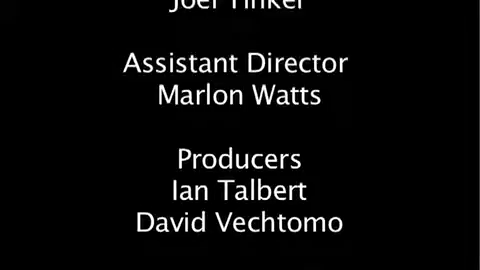 Assistant Director
Marlon Watts
Producers
Ian Talbert
David Vechtomo